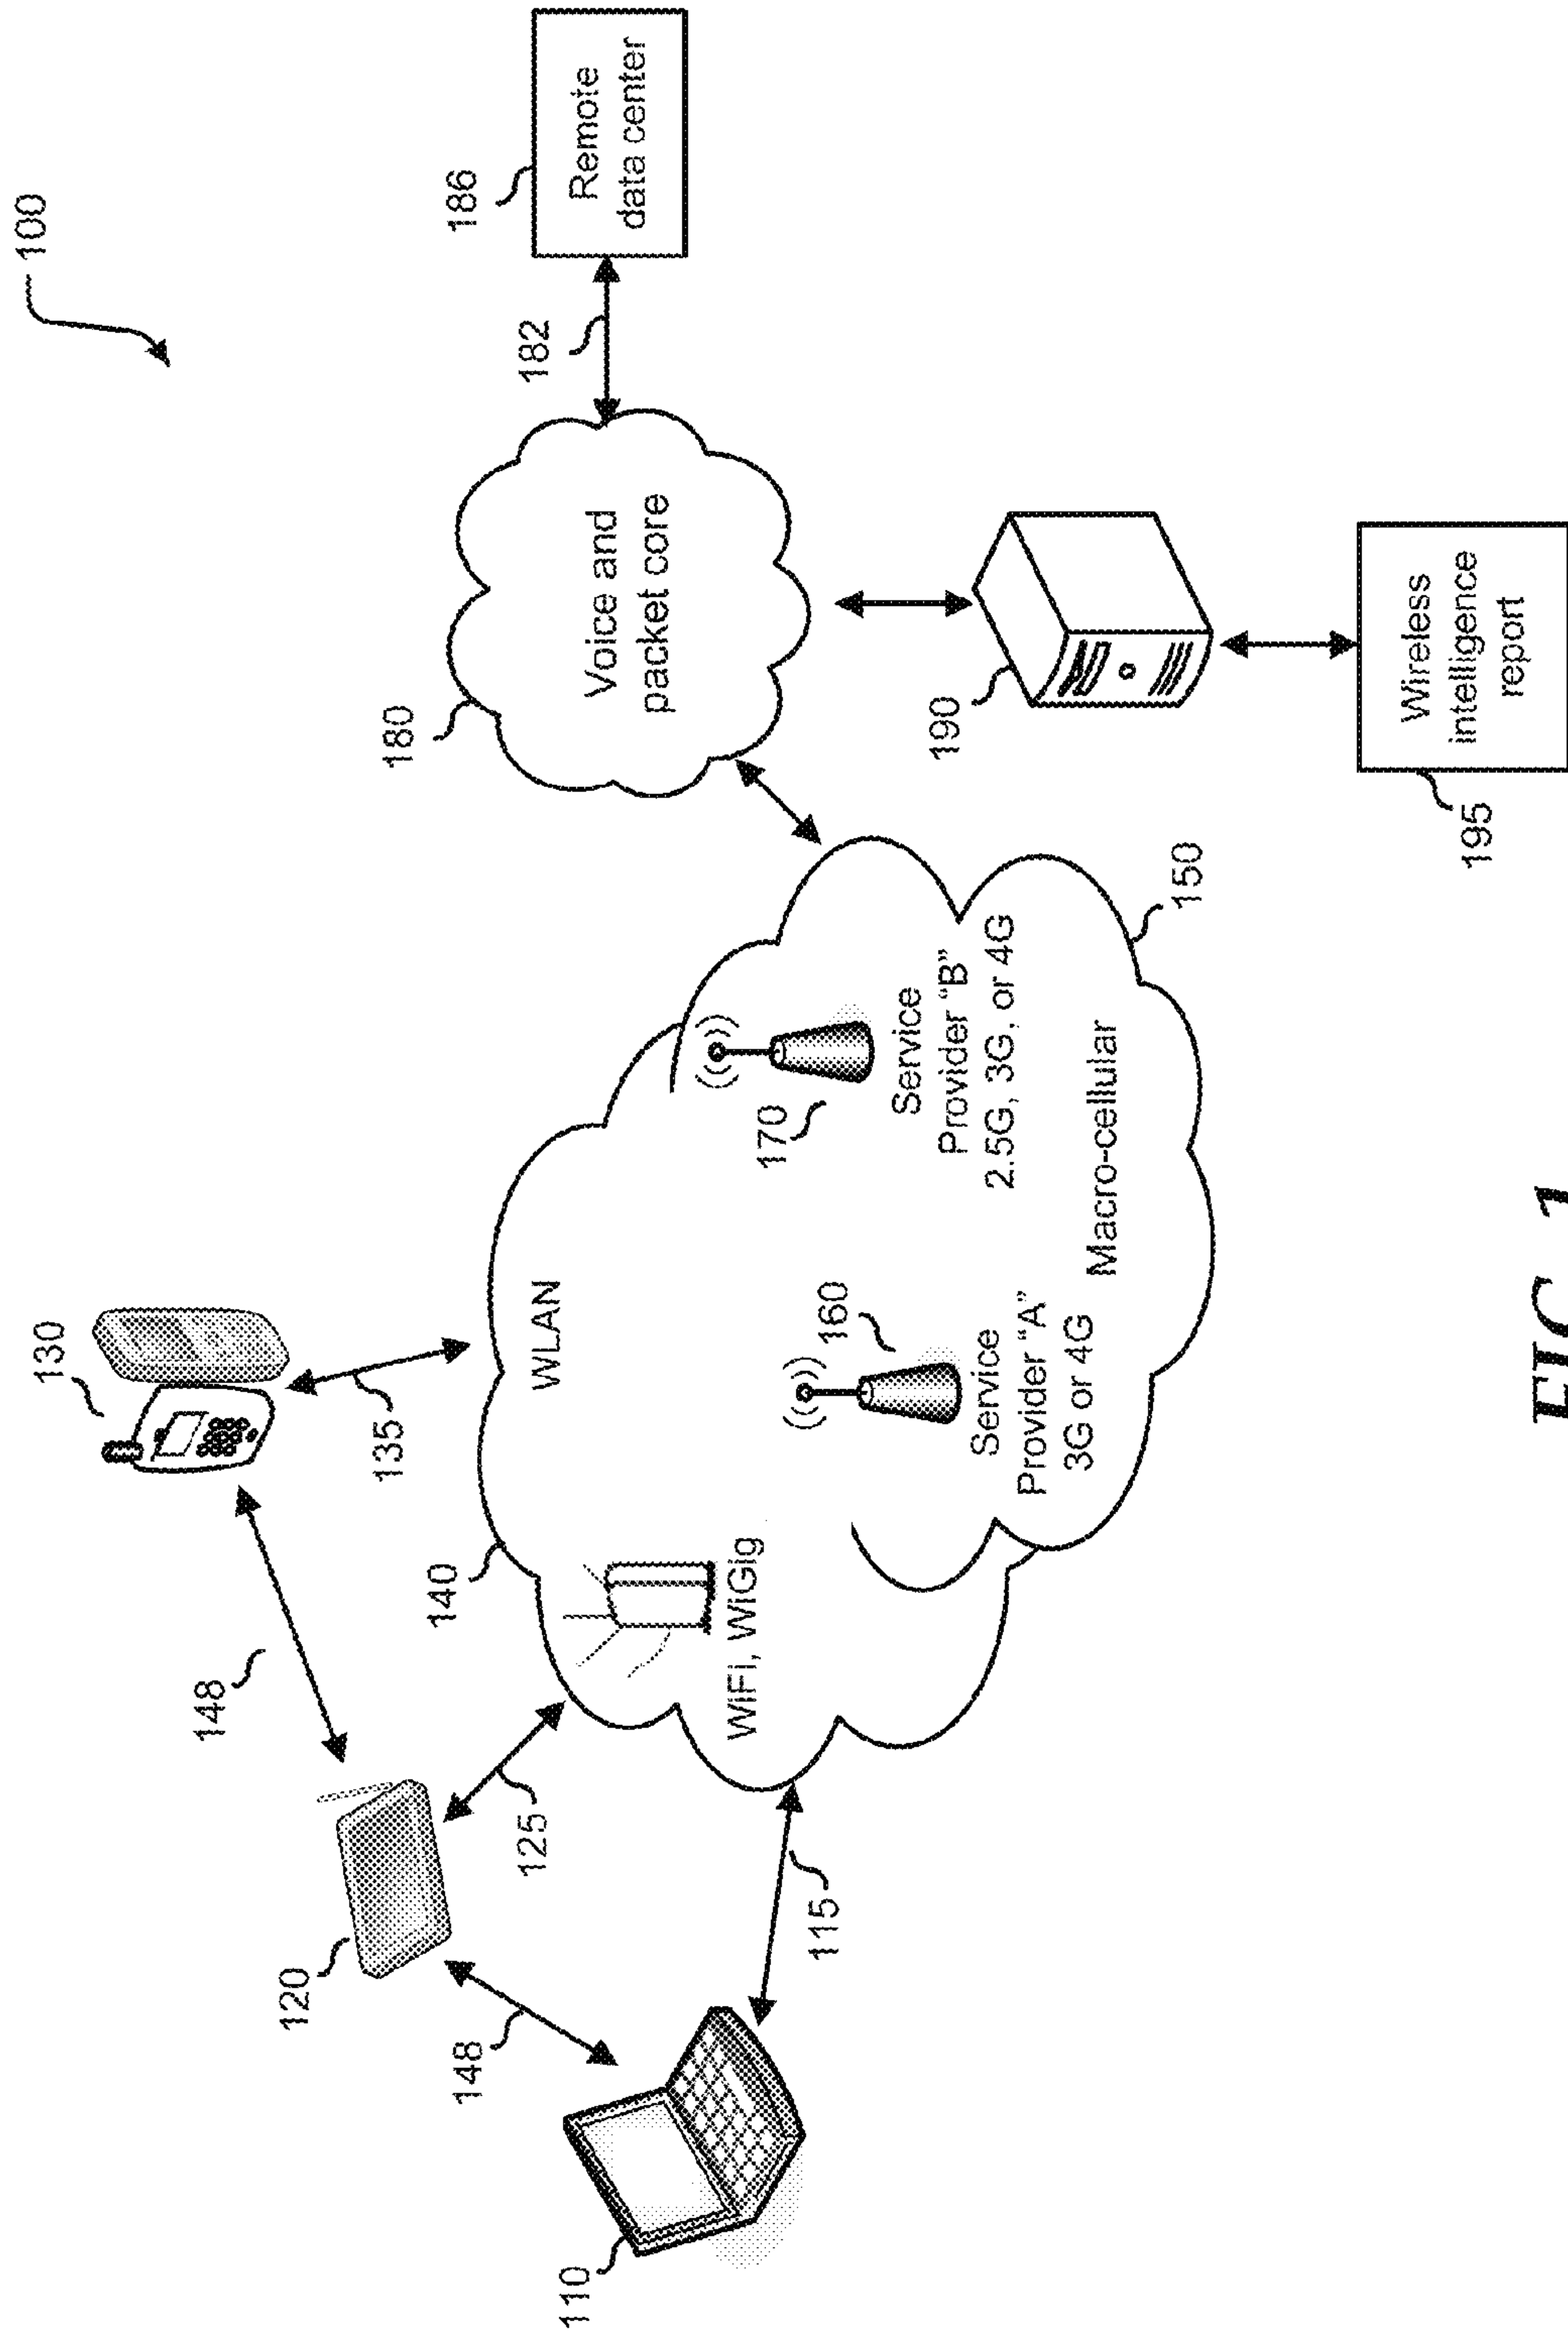 100
130
148
135
120
148
125
140
WLAN
180
Voice and
packet core
182
186
Remote
data center
110
115
WiFi, WiGig
160
Service
Provider "A"
3G or 4G
170
Service
Provider "B"
2.5G, 3G, or 4G
Macro-cellular
150
190
195
Wireless
intelligence
report
FIG. 1